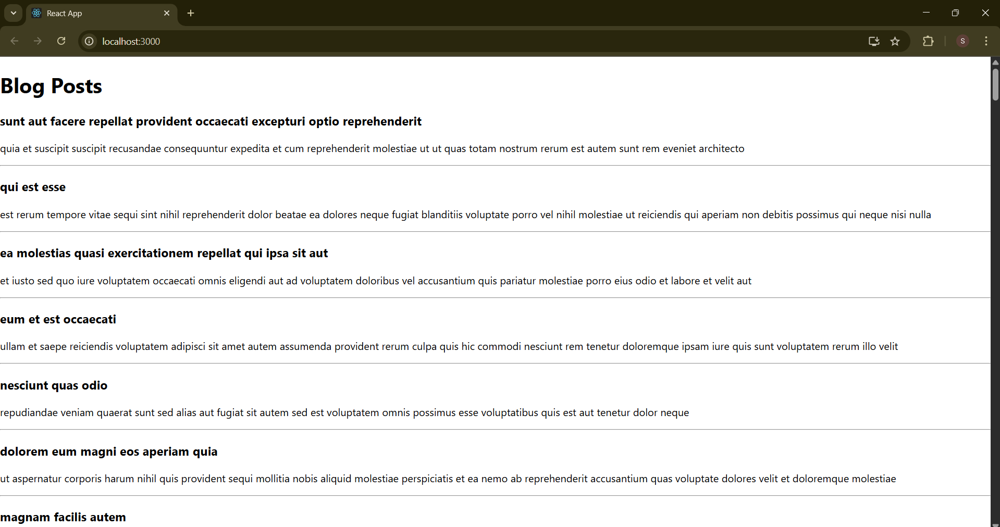 React App
localhost:3000
S
Blog Posts
sunt aut facere repellat provident occaecati excepturi optio reprehenderit
quia et suscipit suscipit recusandae consequuntur expedita et cum reprehenderit molestiae ut ut quas totam nostrum rerum est autem sunt rem eveniet architecto
qui est esse
est rerum tempore vitae sequi sint nihil reprehenderit dolor beatae ea dolores neque fugiat blanditiis voluptate porro vel nihil molestiae ut reiciendis qui aperiam non debitis possimus qui neque nisi nulla
ea molestias quasi exercitationem repellat qui ipsa sit aut
et iusto sed quo iure voluptatem occaecati omnis eligendi aut ad voluptatem doloribus vel accusantium quis pariatur molestiae porro eius odio et labore et velit aut
eum et est occaecati
ullam et saepe reiciendis voluptatem adipisci sit amet autem assumenda provident rerum culpa quis hic commodi nesciunt rem tenetur doloremque ipsam iure quis sunt voluptatem rerum illo velit
nesciunt quas odio
repudiandae veniam quaerat sunt sed alias aut fugiat sit autem sed est voluptatem omnis possimus esse voluptatibus quis est aut tenetur dolor neque
dolorem eum magni eos aperiam quia
ut aspernatur corporis harum nihil quis provident sequi mollitia nobis aliquid molestiae perspiciatis et ea nemo ab reprehenderit accusantium quas voluptate dolores velit et doloremque molestiae
magnam facilis autem